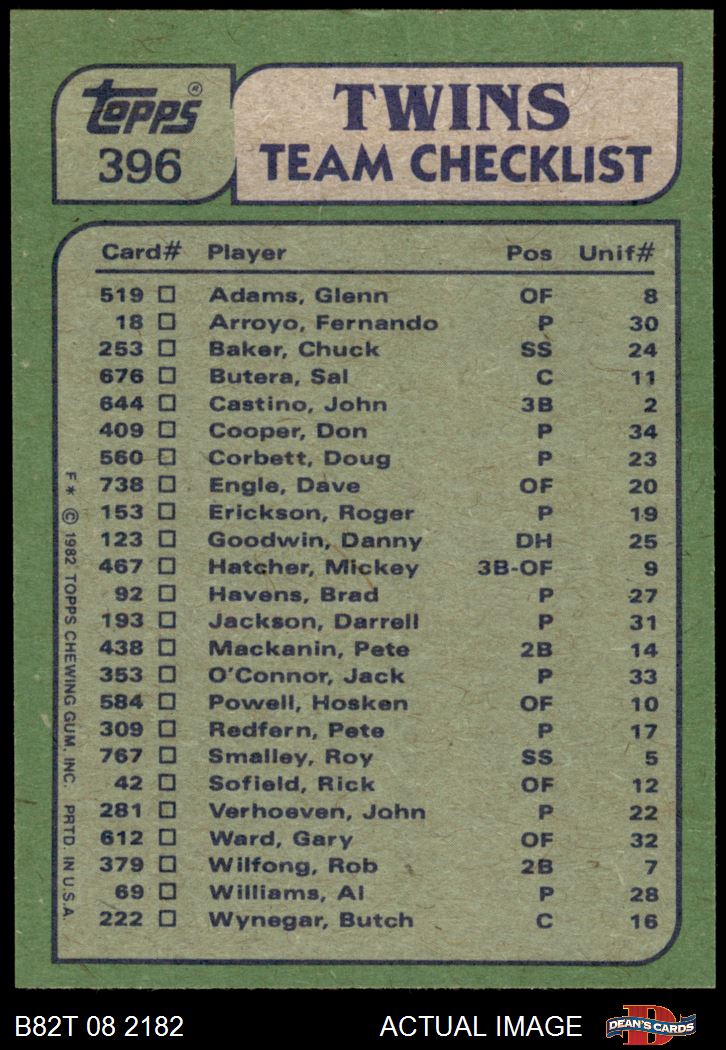 Topps®
396
TWINS
TEAM CHECKLIST
Card# Player Pos Unif#
519 Adams, Glenn OF 8
18 Arroyo, Fernando P 30
253 Baker, Chuck SS 24
676 Butera, Sal C 11
644 Castino, John 3B 2
409 Cooper, Don P 34
560 Corbett, Doug P 23
738 Engle, Dave OF 20
153 Erickson, Roger P 19
123 Goodwin, Danny DH 25
467 Hatcher, Mickey 3B-OF 9
92 Havens, Brad P 27
193 Jackson, Darrell P 31
438 Mackanin, Pete 2B 14
353 O'Connor, Jack P 33
584 Powell, Hosken OF 10
309 Redfern, Pete P 17
767 Smalley, Roy SS 5
42 Sofield, Rick OF 12
281 Verhoeven, John P 22
612 Ward, Gary OF 32
379 Wilfong, Rob 2B 7
69 Williams, Al P 28
222 Wynegar, Butch C 16
F* © 1982 TOPPS CHEWING GUM, INC. PRTD. IN U.S.A.
B82T 08 2182 ACTUAL IMAGE
D
DEAN'S CARDS